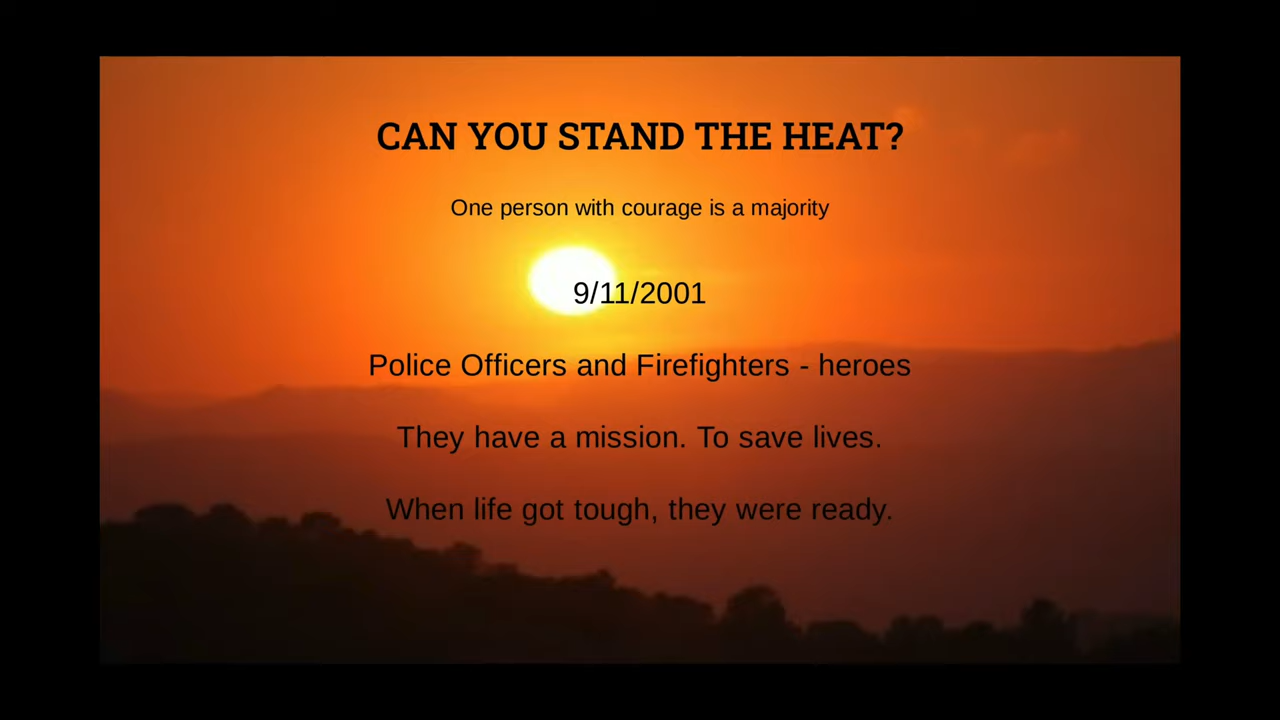 CAN YOU STAND THE HEAT?
One person with courage is a majority
9/11/2001
Police Officers and Firefighters - heroes
They have a mission. To save lives.
When life got tough, they were ready.